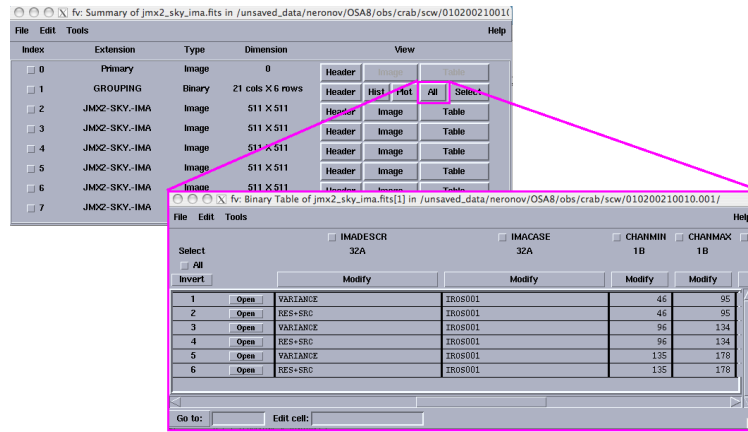 fv: Summary of jmx2_sky_ima.fits in /unsaved_data/neronov/OSA8/obs/crab/scw/010200210010
File Edit Tools Help
Index Extension Type Dimension View
0 Primary Image 0 Header Image Table
1 GROUPING Binary 21 cols X 6 rows Header Hist Plot All Select
2 JMX2-SKY.-IMA Image 511 X 511 Header Image Table
3 JMX2-SKY.-IMA Image 511 X 511 Header Image Table
4 JMX2-SKY.-IMA Image 511 X 511 Header Image Table
5 JMX2-SKY.-IMA Image 511 X 511 Header Image Table
6 JMX2-SKY.-IMA Image 511 X 511 Header Image Table
7 JMX2-SKY.-IMA
fv: Binary Table of jmx2_sky_ima.fits[1] in /unsaved_data/neronov/OSA8/obs/crab/scw/010200210010.001/
File Edit Tools Help
IMADESCR IMACASE CHANMIN CHANMAX
Select 32A 32A 1B 1B
All
Invert Modify Modify Modify Modify
1 Open VARIANCE IROS001 46 95
2 Open RES+SRC IROS001 46 95
3 Open VARIANCE IROS001 96 134
4 Open RES+SRC IROS001 96 134
5 Open VARIANCE IROS001 135 178
6 Open RES+SRC IROS001 135 178
Go to: Edit cell: